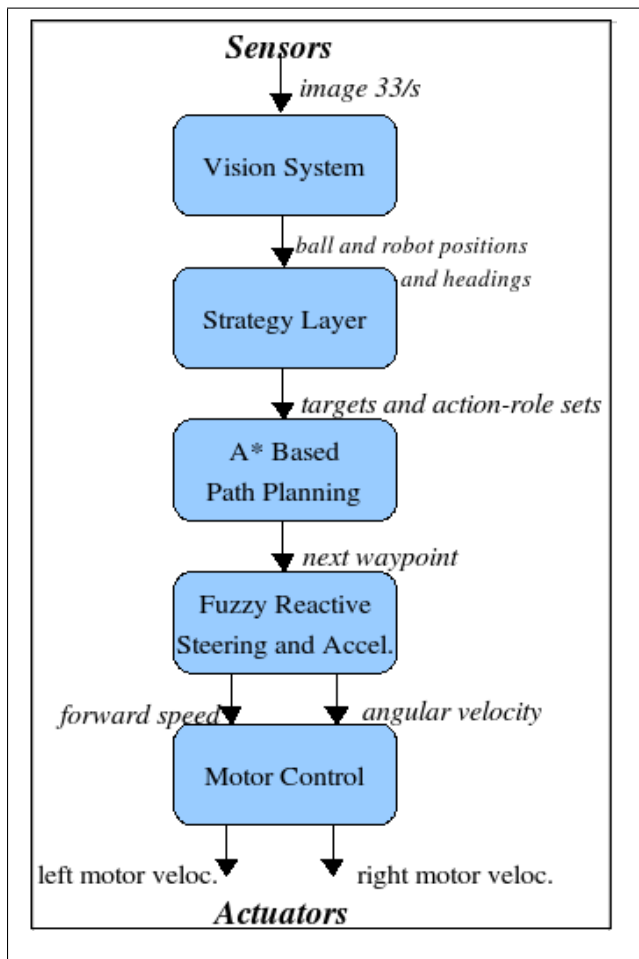 Sensors
image 33/s
Vision System
ball and robot positions
and headings
Strategy Layer
targets and action-role sets
A* Based
Path Planning
next waypoint
Fuzzy Reactive
Steering and Accel.
forward speed
angular velocity
Motor Control
left motor veloc.
right motor veloc.
Actuators